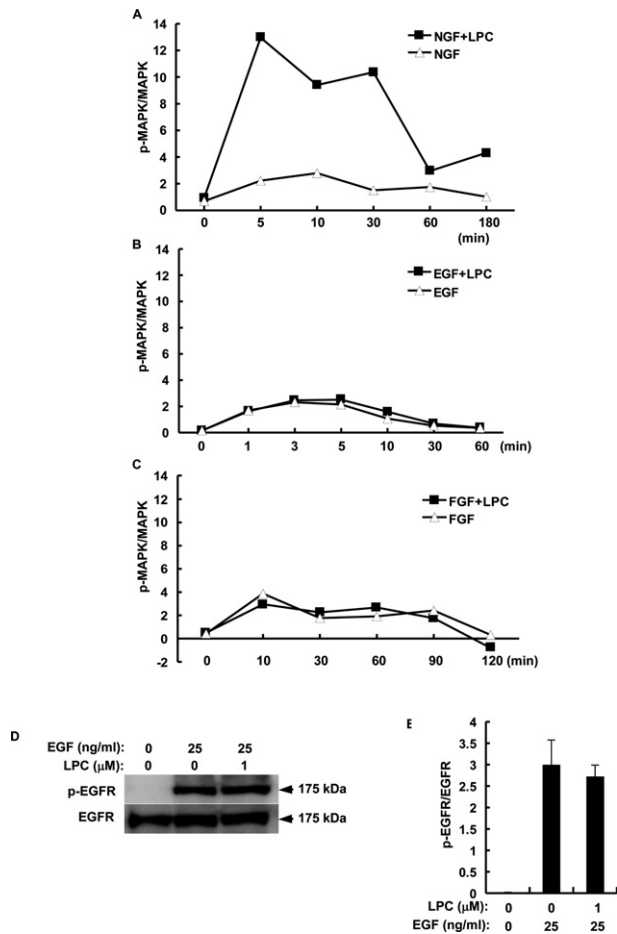 A
14
12
10
8
6
4
2
0
p-MAPK/MAPK
NGF+LPC
NGF
0 5 10 30 60 180
(min)
B
14
12
10
8
6
4
2
0
p-MAPK/MAPK
EGF+LPC
EGF
0 1 3 5 10 30 60 (min)
C
14
12
10
8
6
4
2
0
-2
p-MAPK/MAPK
FGF+LPC
FGF
0 10 30 60 90 120 (min)
D
EGF (ng/ml): 0 25 25
LPC (μM): 0 0 1
p-EGFR 175 kDa
EGFR 175 kDa
E
4
3.5
3
2.5
2
1.5
1
0.5
0
p-EGFR/EGFR
LPC (μM): 0 0 1
EGF (ng/ml): 0 25 25